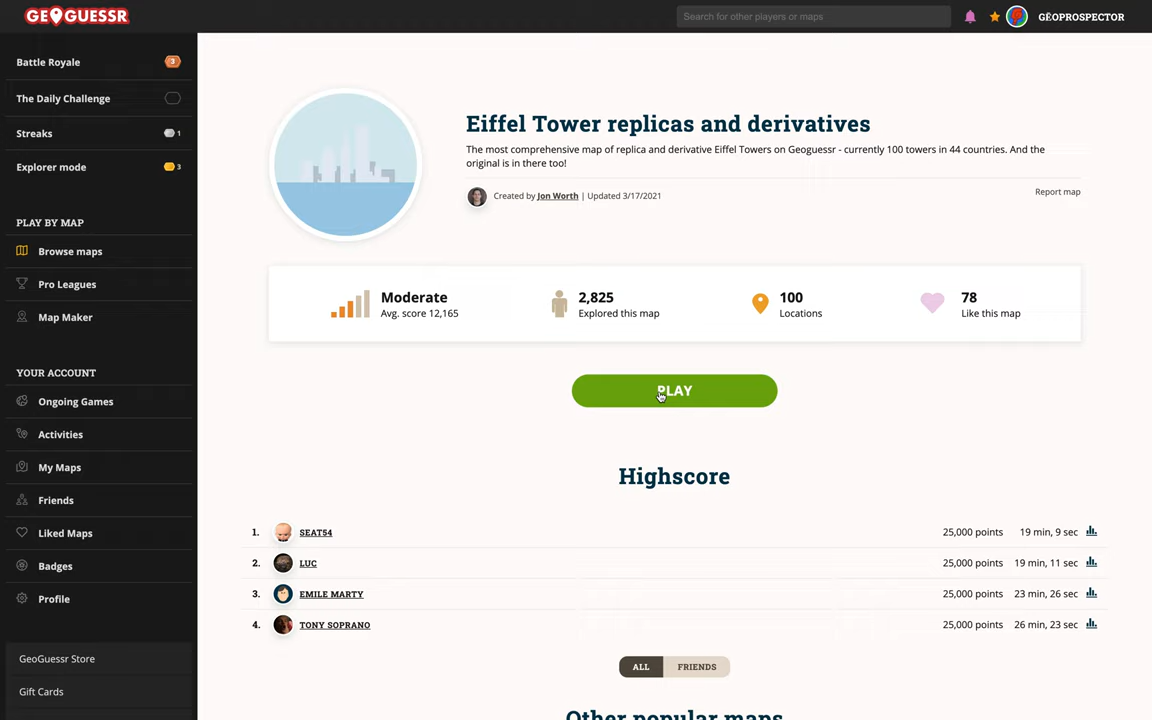 GEOGUESSR
Search for other players or maps
GEOPROSPECTOR
Battle Royale
3
The Daily Challenge
Streaks
1
Explorer mode
3
PLAY BY MAP
Browse maps
Pro Leagues
Map Maker
YOUR ACCOUNT
Ongoing Games
Activities
My Maps
Friends
Liked Maps
Badges
Profile
GeoGuessr Store
Gift Cards
Eiffel Tower replicas and derivatives
The most comprehensive map of replica and derivative Eiffel Towers on Geoguessr - currently 100 towers in 44 countries. And the
original is in there too!
Created by Jon Worth | Updated 3/17/2021
Report map
Moderate
Avg. score 12,165
2,825
Explored this map
100
Locations
78
Like this map
PLAY
Highscore
1. SEAT54 25,000 points 19 min, 9 sec
2. LUC 25,000 points 19 min, 11 sec
3. EMILE MARTY 25,000 points 23 min, 26 sec
4. TONY SOPRANO 25,000 points 26 min, 23 sec
ALL FRIENDS
Other popular maps